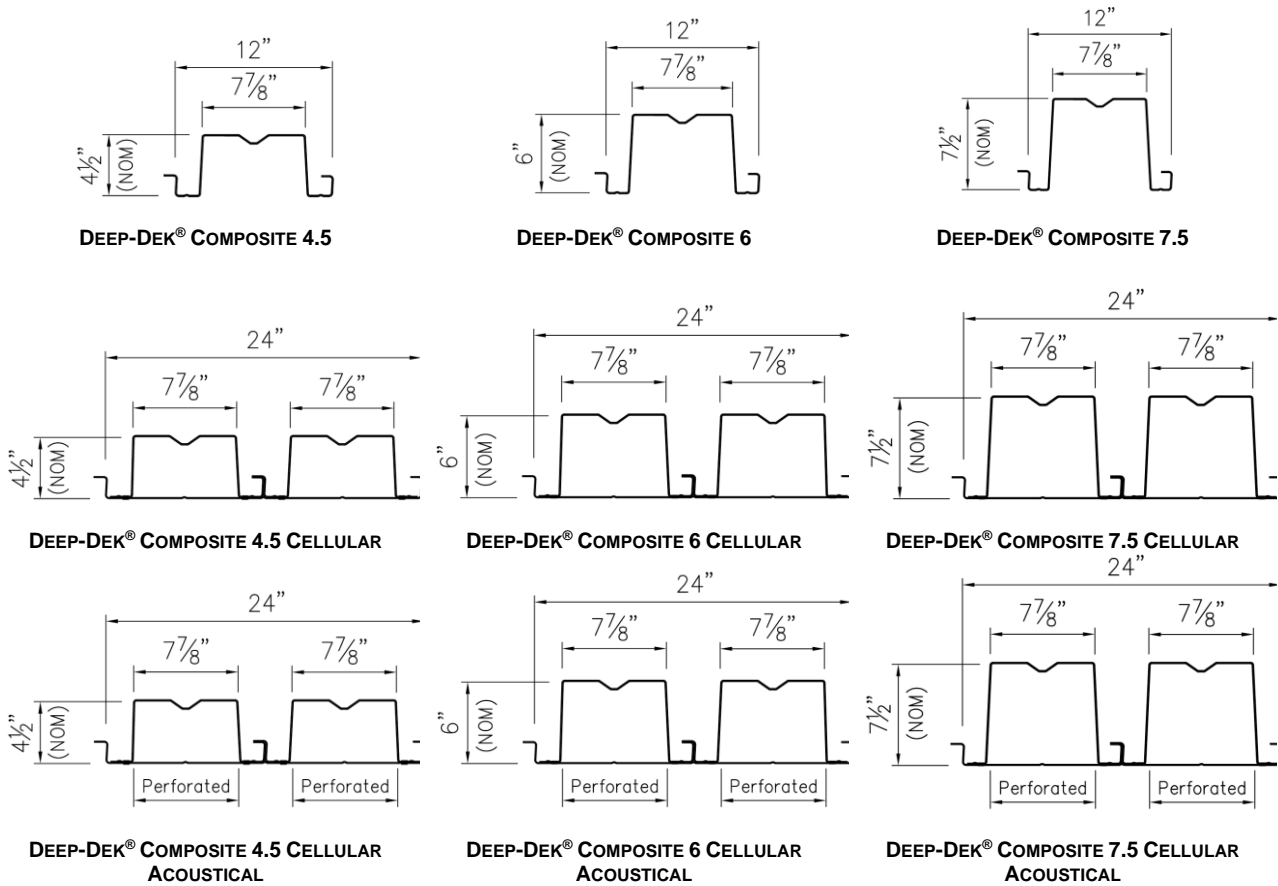 12”
7⅞”
4½”
(NOM)
DEEP-DEK® COMPOSITE 4.5
12”
7⅞”
6”
(NOM)
DEEP-DEK® COMPOSITE 6
12”
7⅞”
7½”
(NOM)
DEEP-DEK® COMPOSITE 7.5
24”
7⅞” 7⅞”
4½”
(NOM)
DEEP-DEK® COMPOSITE 4.5 CELLULAR
24”
7⅞” 7⅞”
6”
(NOM)
DEEP-DEK® COMPOSITE 6 CELLULAR
24”
7⅞” 7⅞”
7½”
(NOM)
DEEP-DEK® COMPOSITE 7.5 CELLULAR
24”
7⅞” 7⅞”
4½”
(NOM)
Perforated Perforated
DEEP-DEK® COMPOSITE 4.5 CELLULAR
ACOUSTICAL
24”
7⅞” 7⅞”
6”
(NOM)
Perforated Perforated
DEEP-DEK® COMPOSITE 6 CELLULAR
ACOUSTICAL
24”
7⅞” 7⅞”
7½”
(NOM)
Perforated Perforated
DEEP-DEK® COMPOSITE 7.5 CELLULAR
ACOUSTICAL